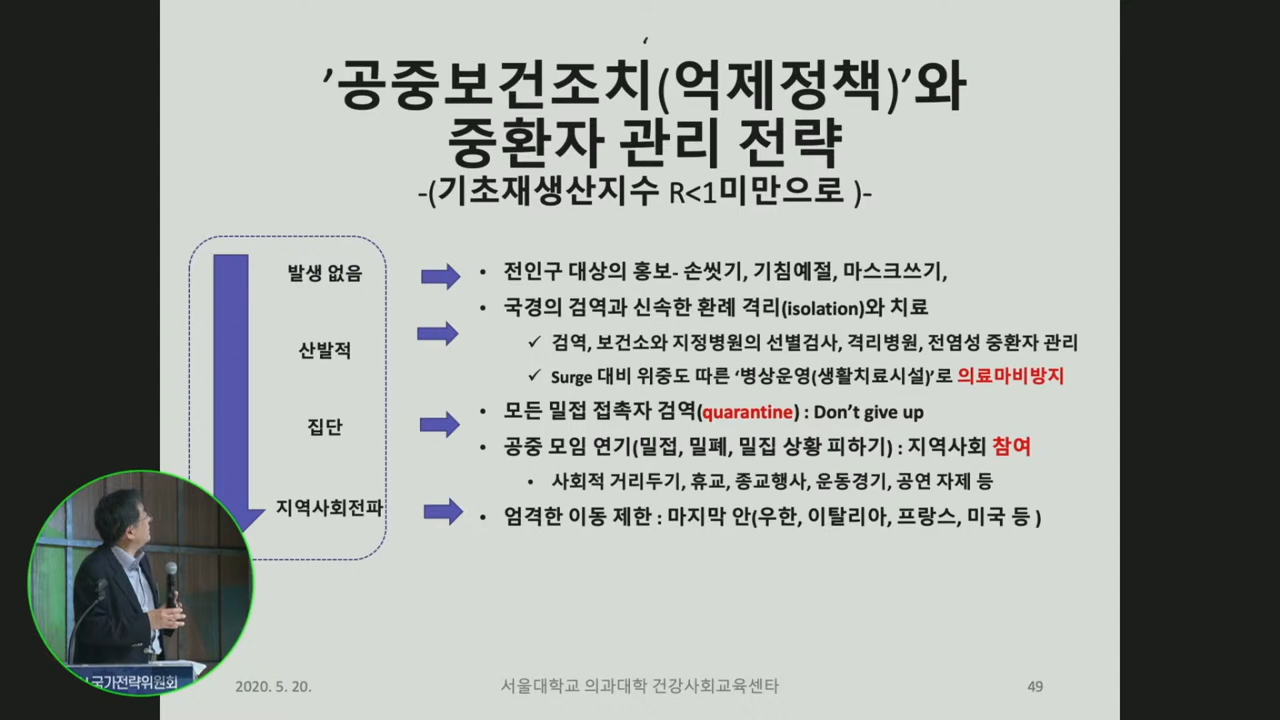 ‘
’공중보건조치(억제정책)’와
중환자 관리 전략
-(기초재생산지수 R<1미만으로 )-
발생 없음
산발적
집단
지역사회전파
• 전인구 대상의 홍보- 손씻기, 기침예절, 마스크쓰기,
• 국경의 검역과 신속한 환례 격리(isolation)와 치료
✓ 검역, 보건소와 지정병원의 선별검사, 격리병원, 전염성 중환자 관리
✓ Surge 대비 위중도 따른 ‘병상운영(생활치료시설)’로 의료마비방지
• 모든 밀접 접촉자 검역(quarantine) : Don’t give up
• 공중 모임 연기(밀접, 밀폐, 밀집 상황 피하기) : 지역사회 참여
• 사회적 거리두기, 휴교, 종교행사, 운동경기, 공연 자제 등
• 엄격한 이동 제한 : 마지막 안(우한, 이탈리아, 프랑스, 미국 등 )
국가전략위원회
2020. 5. 20.
서울대학교 의과대학 건강사회교육센타
49